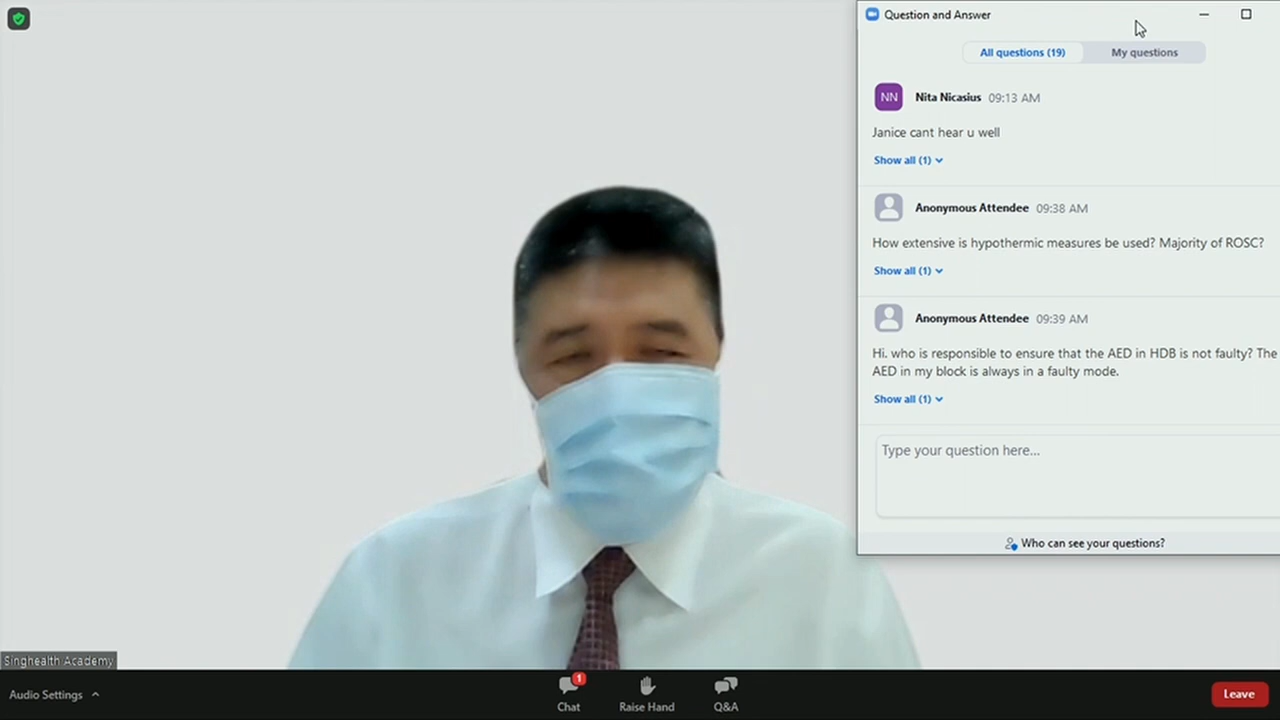 Question and Answer
All questions (19)
My questions
NN
Nita Nicasius 09:13 AM
Janice cant hear u well
Show all (1)
Anonymous Attendee 09:38 AM
How extensive is hypothermic measures be used? Majority of ROSC?
Show all (1)
Anonymous Attendee 09:39 AM
Hi. who is responsible to ensure that the AED in HDB is not faulty? The
AED in my block is always in a faulty mode.
Show all (1)
Type your question here...
Who can see your questions?
Singhealth Academy
Audio Settings
1
Chat
Raise Hand
Q&A
Leave